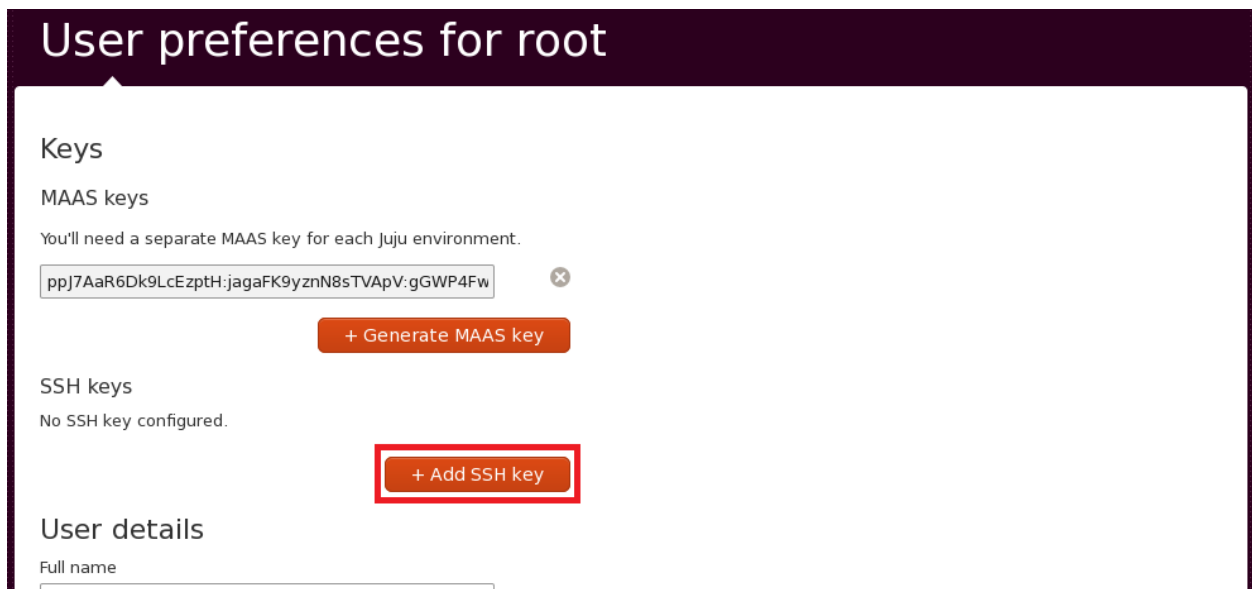 User preferences for root
Keys
MAAS keys
You'll need a separate MAAS key for each Juju environment.
ppJ7AaR6Dk9LcEzptH:jagaFK9yznN8sTVApV:gGWP4Fw
+ Generate MAAS key
SSH keys
No SSH key configured.
+ Add SSH key
User details
Full name